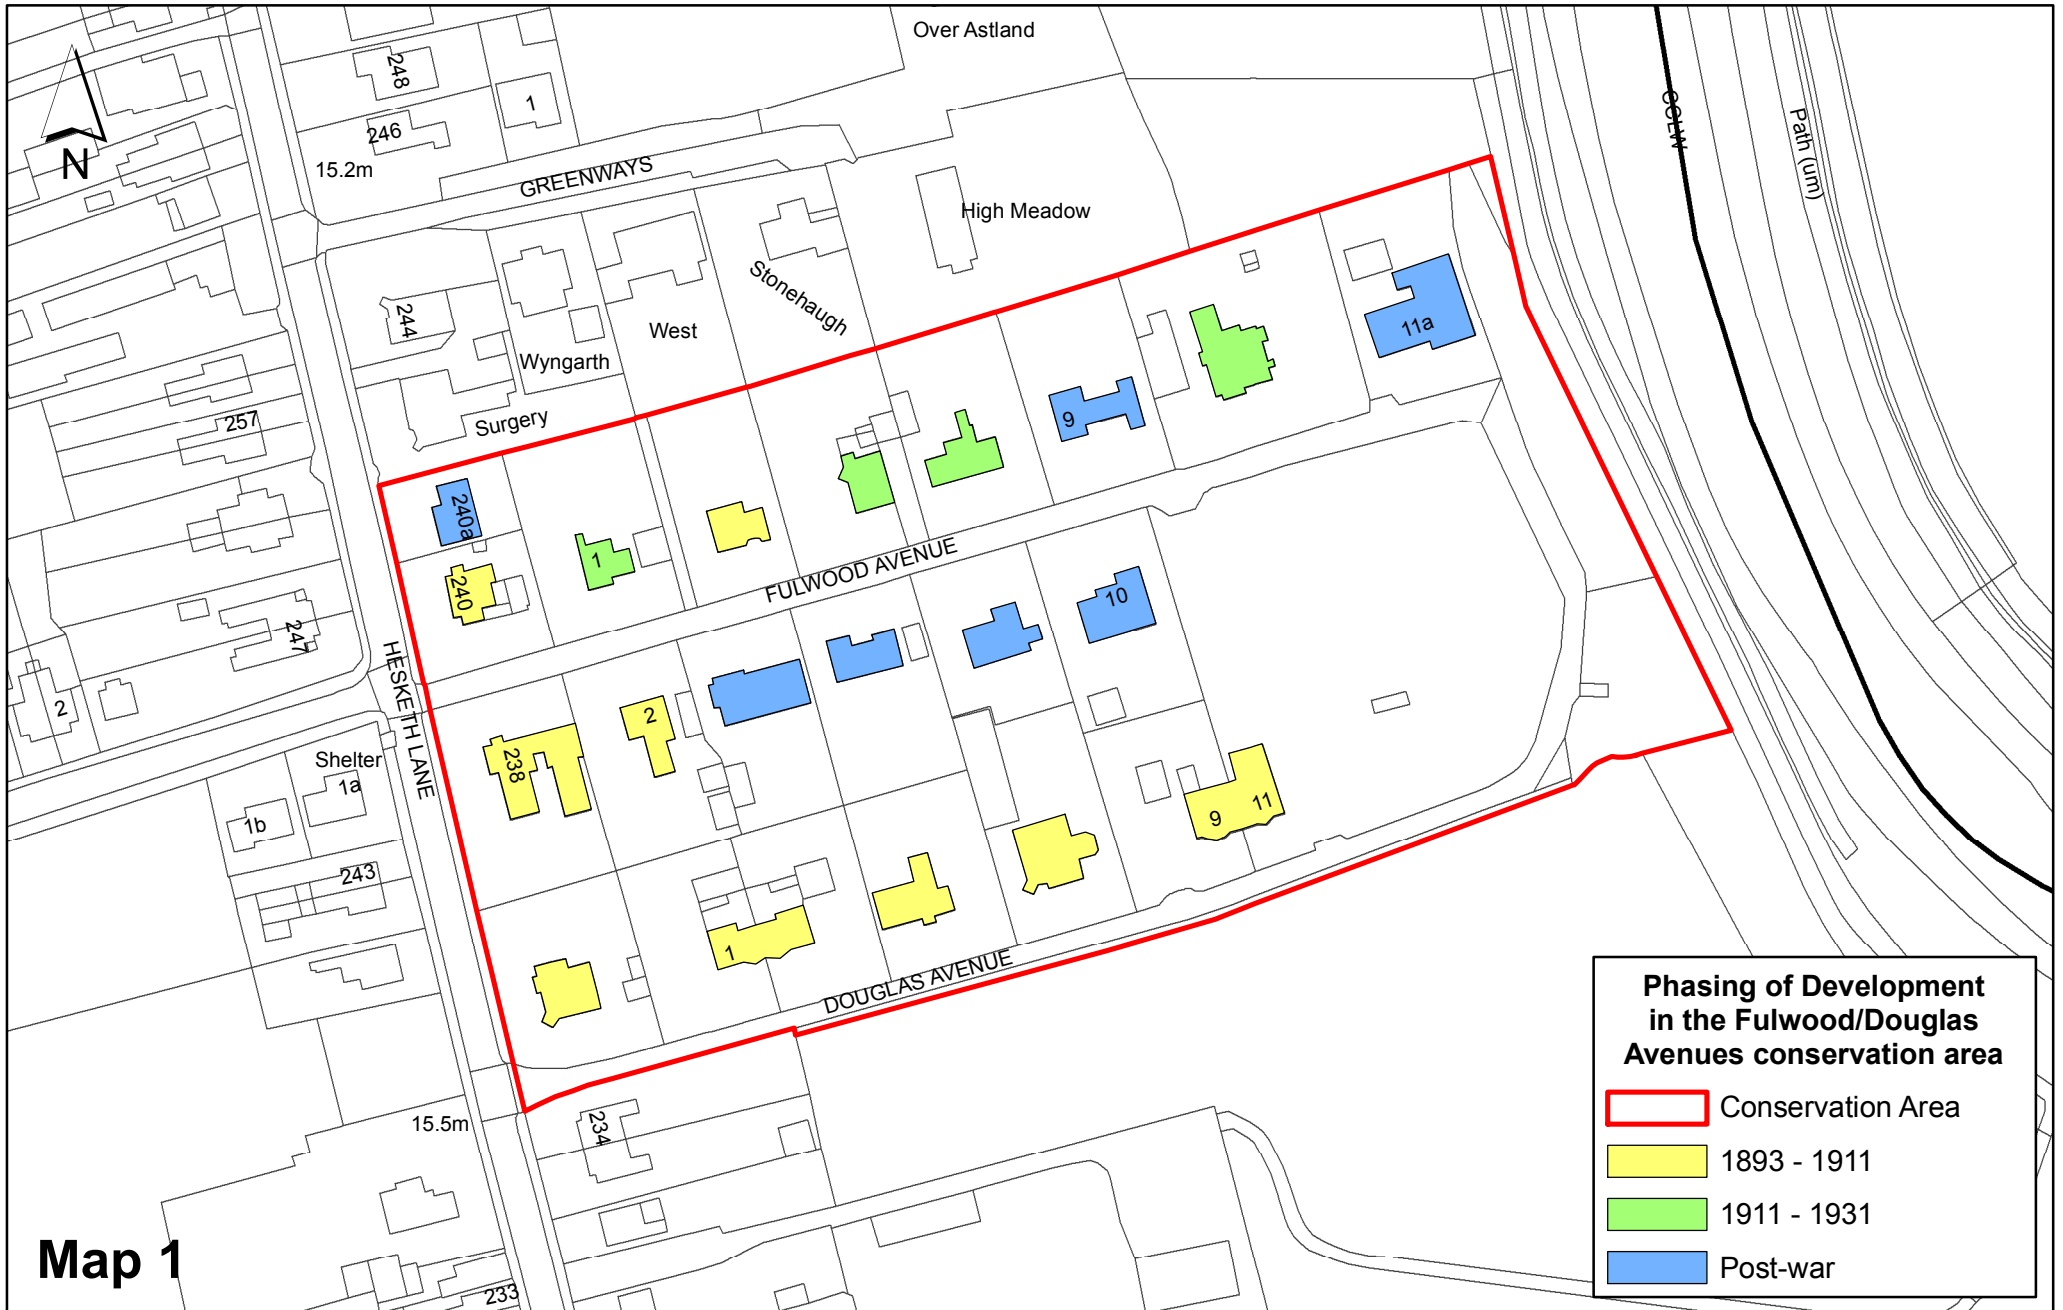 Over Astland
248
1
246
15.2m
N
GREENWAYS
CCLW
Path (um)
High Meadow
Stonehaugh
244
West
Wyngarth
Surgery
257
11a
9
240a
1
240
FULWOOD AVENUE
10
247
HESKETH LANE
2
2
238
Shelter
1a
1b
243
9
11
1
DOUGLAS AVENUE
15.5m
234
233
Map 1
Phasing of Development
in the Fulwood/Douglas
Avenues conservation area
Conservation Area
1893 - 1911
1911 - 1931
Post-war